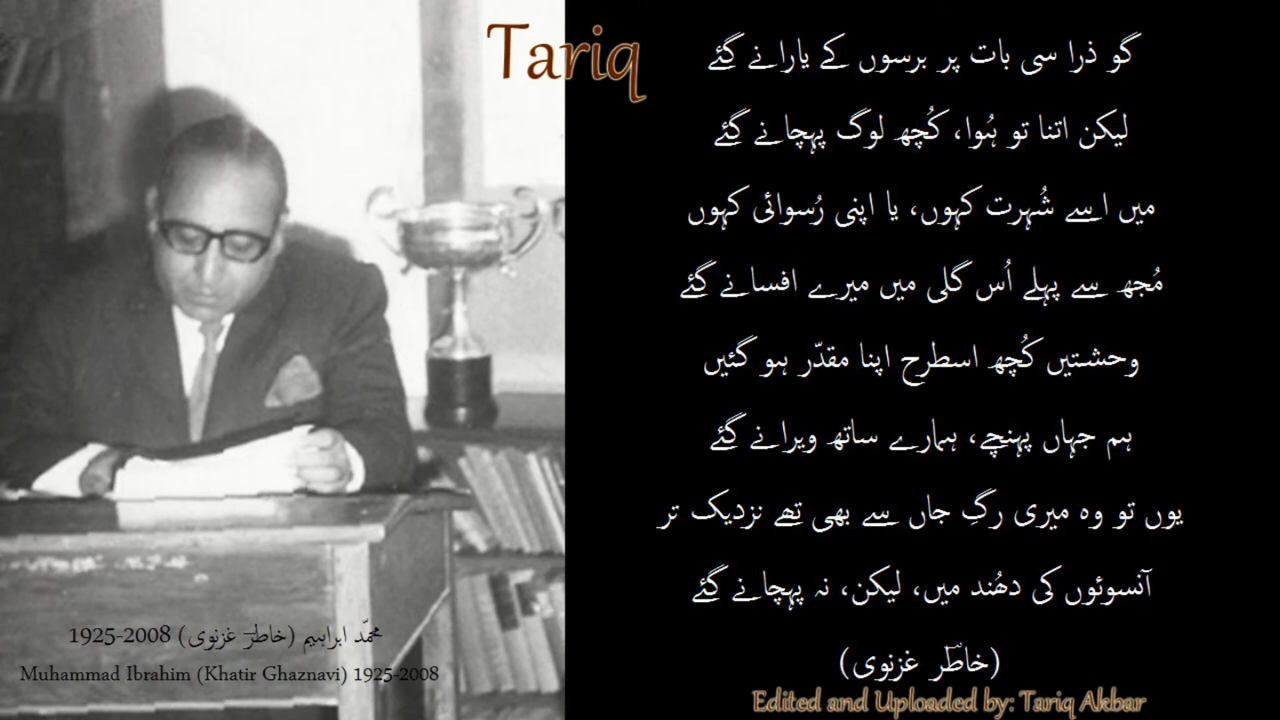 Tariq
گو ذرا سی بات پر برسوں کے یارانے گئے
لیکن اتنا تو ہُوا، کُچھ لوگ پہچانے گئے
میں اسے شُہرت کہوں، یا اپنی رُسوائی کہوں
مُجھ سے پہلے اُس گلی میں میرے افسانے گئے
وحشتیں کُچھ اسطرح اپنا مقدّر ہو گئیں
ہم جہاں پہنچے، ہمارے ساتھ ویرانے گئے
یوں تو وہ میری رگِ جاں سے بھی تھے نزدیک تر
آنسوئوں کی دھُند میں، لیکن، نہ پہچانے گئے
(خاطؔر غزنوی)
محمّد ابراہیم (خاطؔر غزنوی) 1925-2008
Muhammad Ibrahim (Khatir Ghaznavi) 1925-2008
Edited and Uploaded by: Tariq Akbar